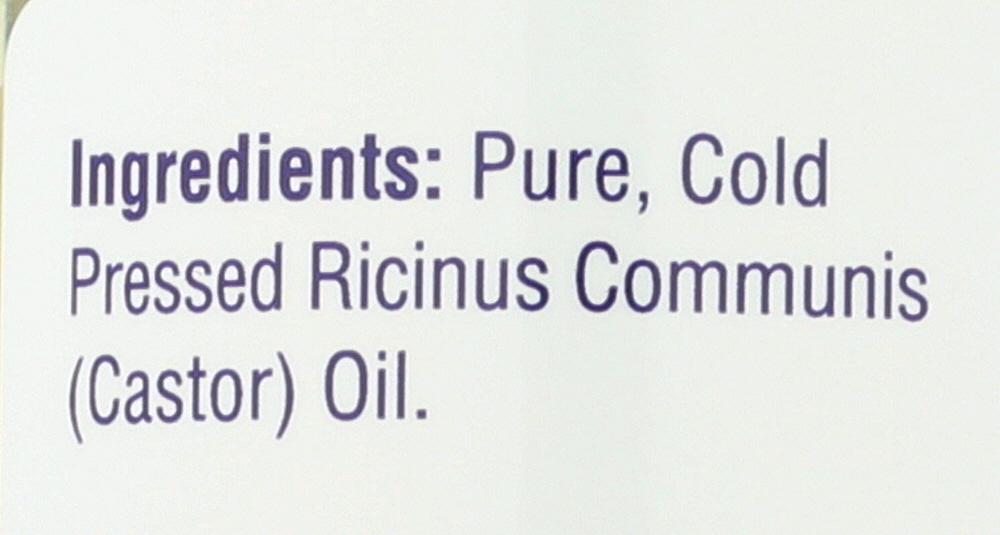 Ingredients: Pure, Cold
Pressed Ricinus Communis
(Castor) Oil.